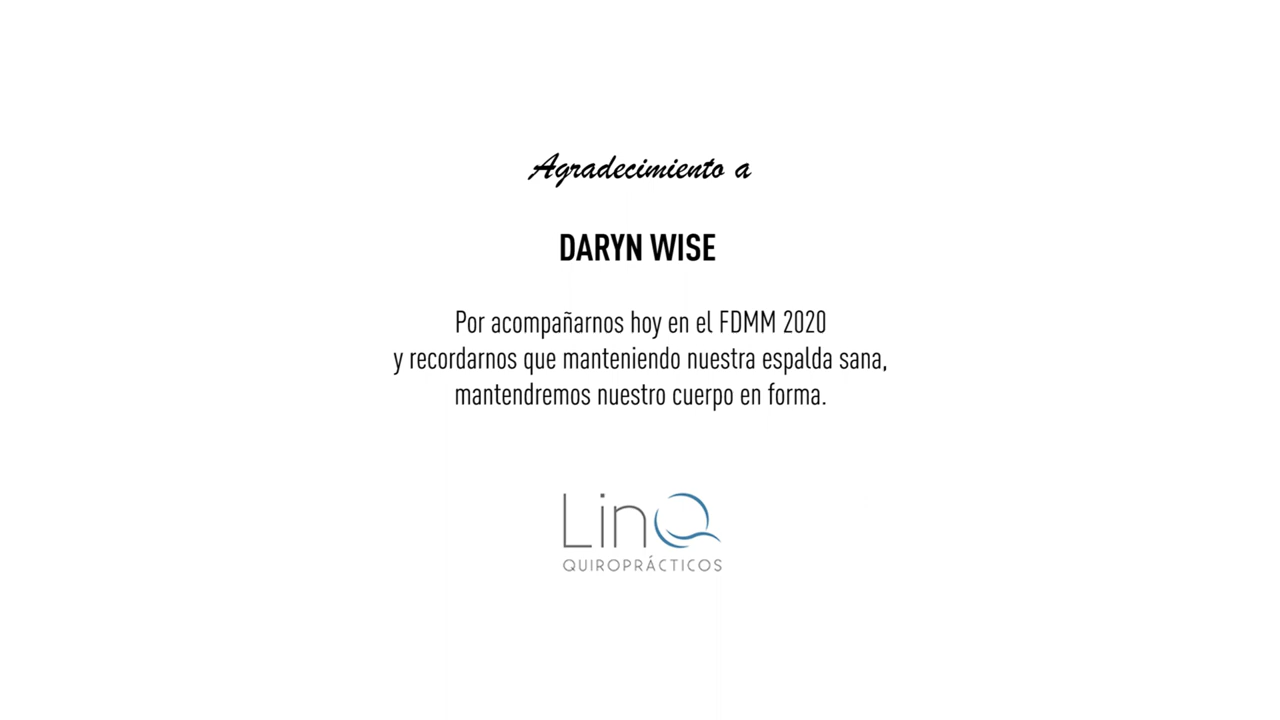 Agradecimiento a
DARYN WISE
Por acompañarnos hoy en el FDMM 2020
y recordarnos que manteniendo nuestra espalda sana,
mantendremos nuestro cuerpo en forma.
LinQ
QUIROPRÁCTICOS